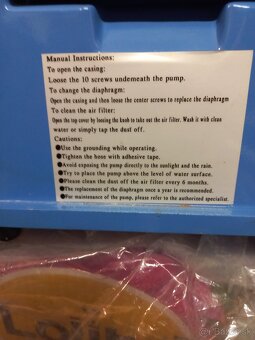 Manual Instructions:
To open the casing:
Loose the 10 screws underneath the pump.
To change the diaphragm:
Open the casing and then loose the center screws to replace the diaphragm
To clean the air filter:
Open the top cover by loosing the knob to take out the air filter. Wash it with clean
water or simply tap the dust off.
Cautions:
●Use the grounding while operating.
●Tighten the hose with adhesive tape.
●Avoid exposing the pump directly to the sunlight and the rain.
●Try to place the pump above the level of water surface.
●Please clean the dust off the air filter every 6 months.
●The replacement of the diaphragm once a year is recommended.
●For maintenance of the pump, please refer to the authorized specialist.